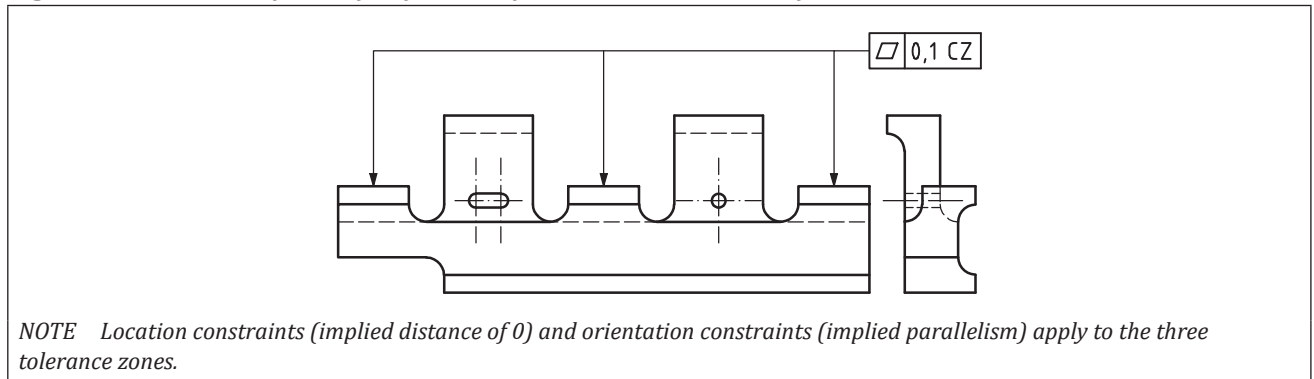 0,1 CZ
NOTE Location constraints (implied distance of 0) and orientation constraints (implied parallelism) apply to the three
tolerance zones.